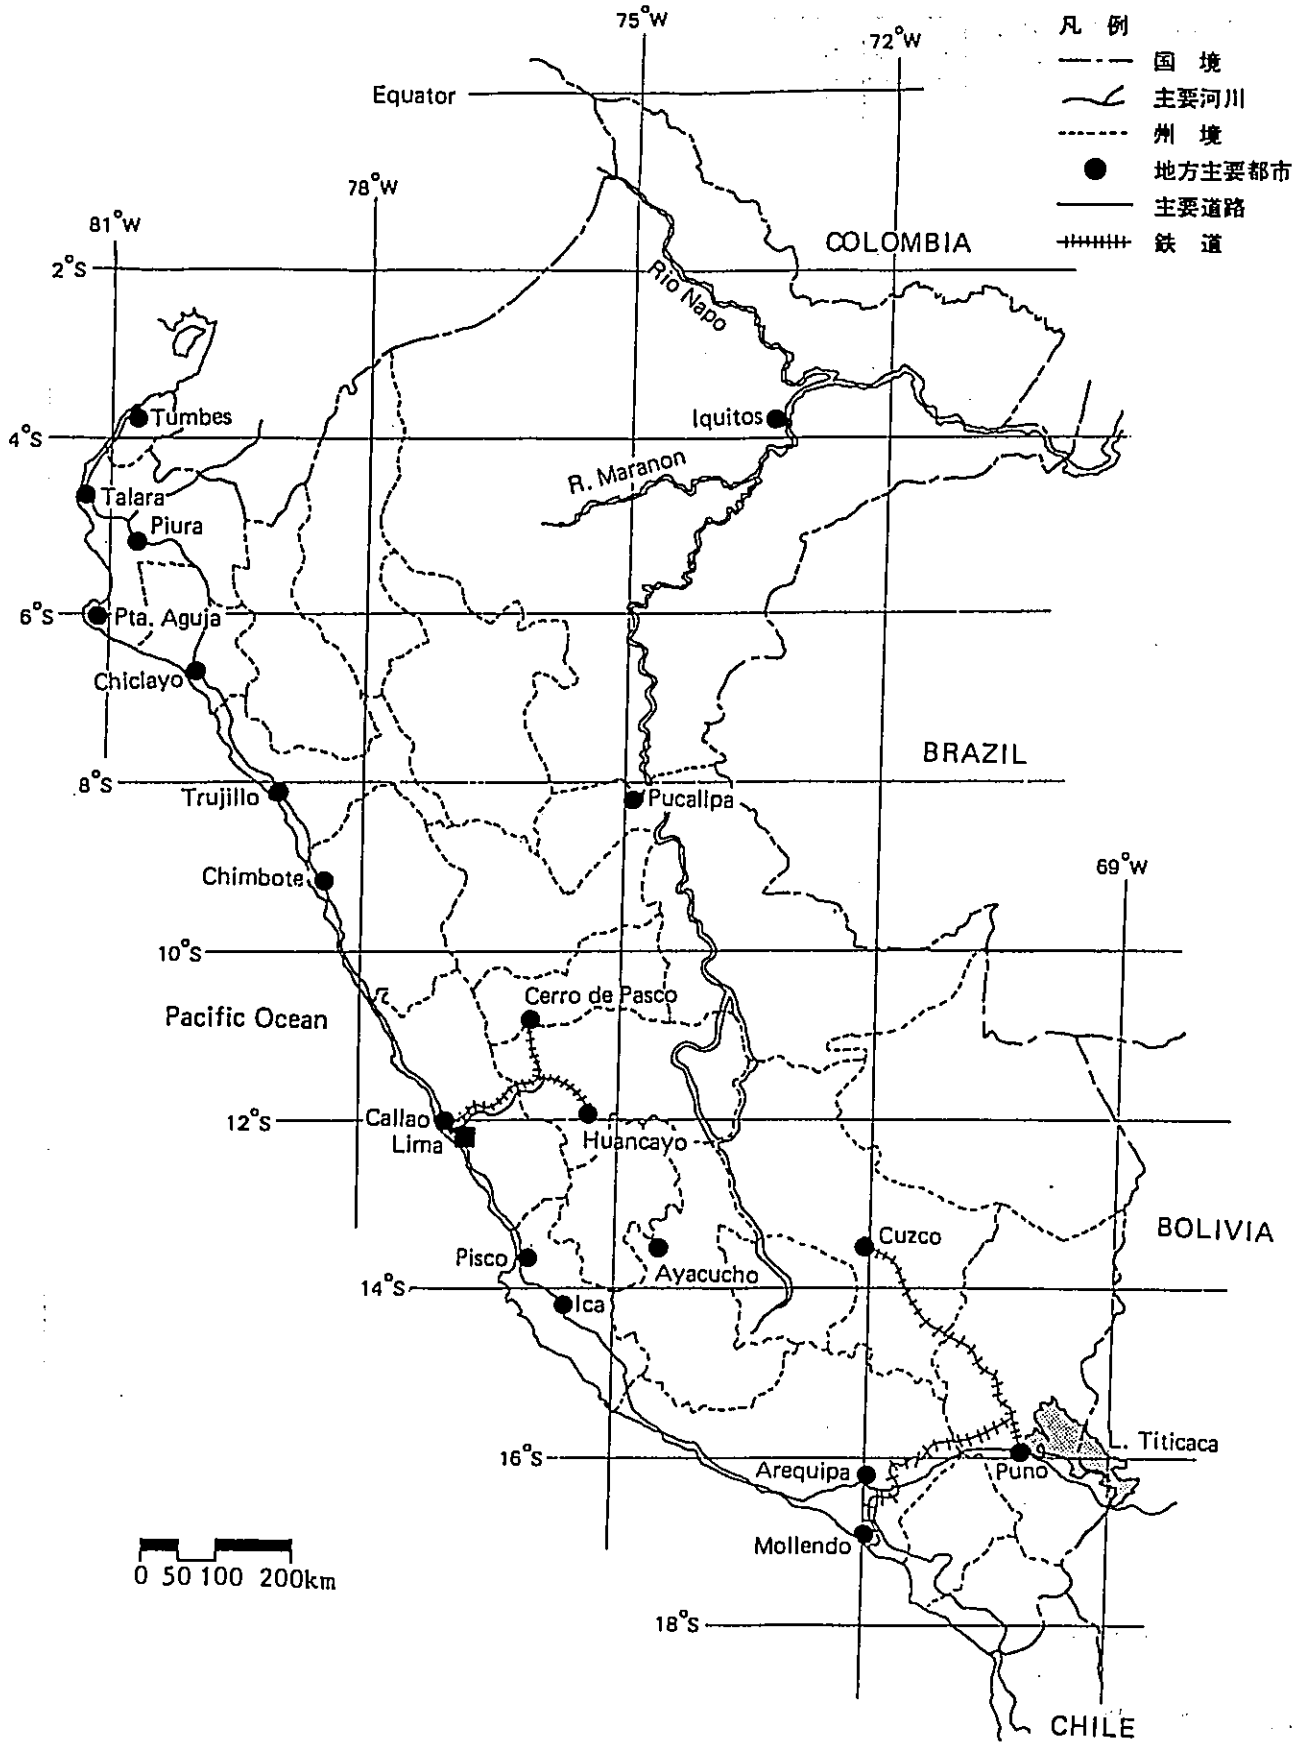 75°W
72°W
凡 例
国 境
主要河川
州 境
地方主要都市
主要道路
鉄 道
Equator
78°W
81°W
COLOMBIA
2°S
Rio Napo
Tumbes
Iquitos
4°S
R. Maranon
Talara
Piura
6°S
Pta. Aguja
Chiclayo
BRAZIL
8°S
Trujillo
Pucallpa
Chimbote
69°W
10°S
Cerro de Pasco
Pacific Ocean
Callao
12°S
Lima
Huancayo
BOLIVIA
Cuzco
Pisco
Ayacucho
14°S
Ica
L. Titicaca
16°S
Arequipa
Puno
Mollendo
0 50 100 200km
18°S
CHILE